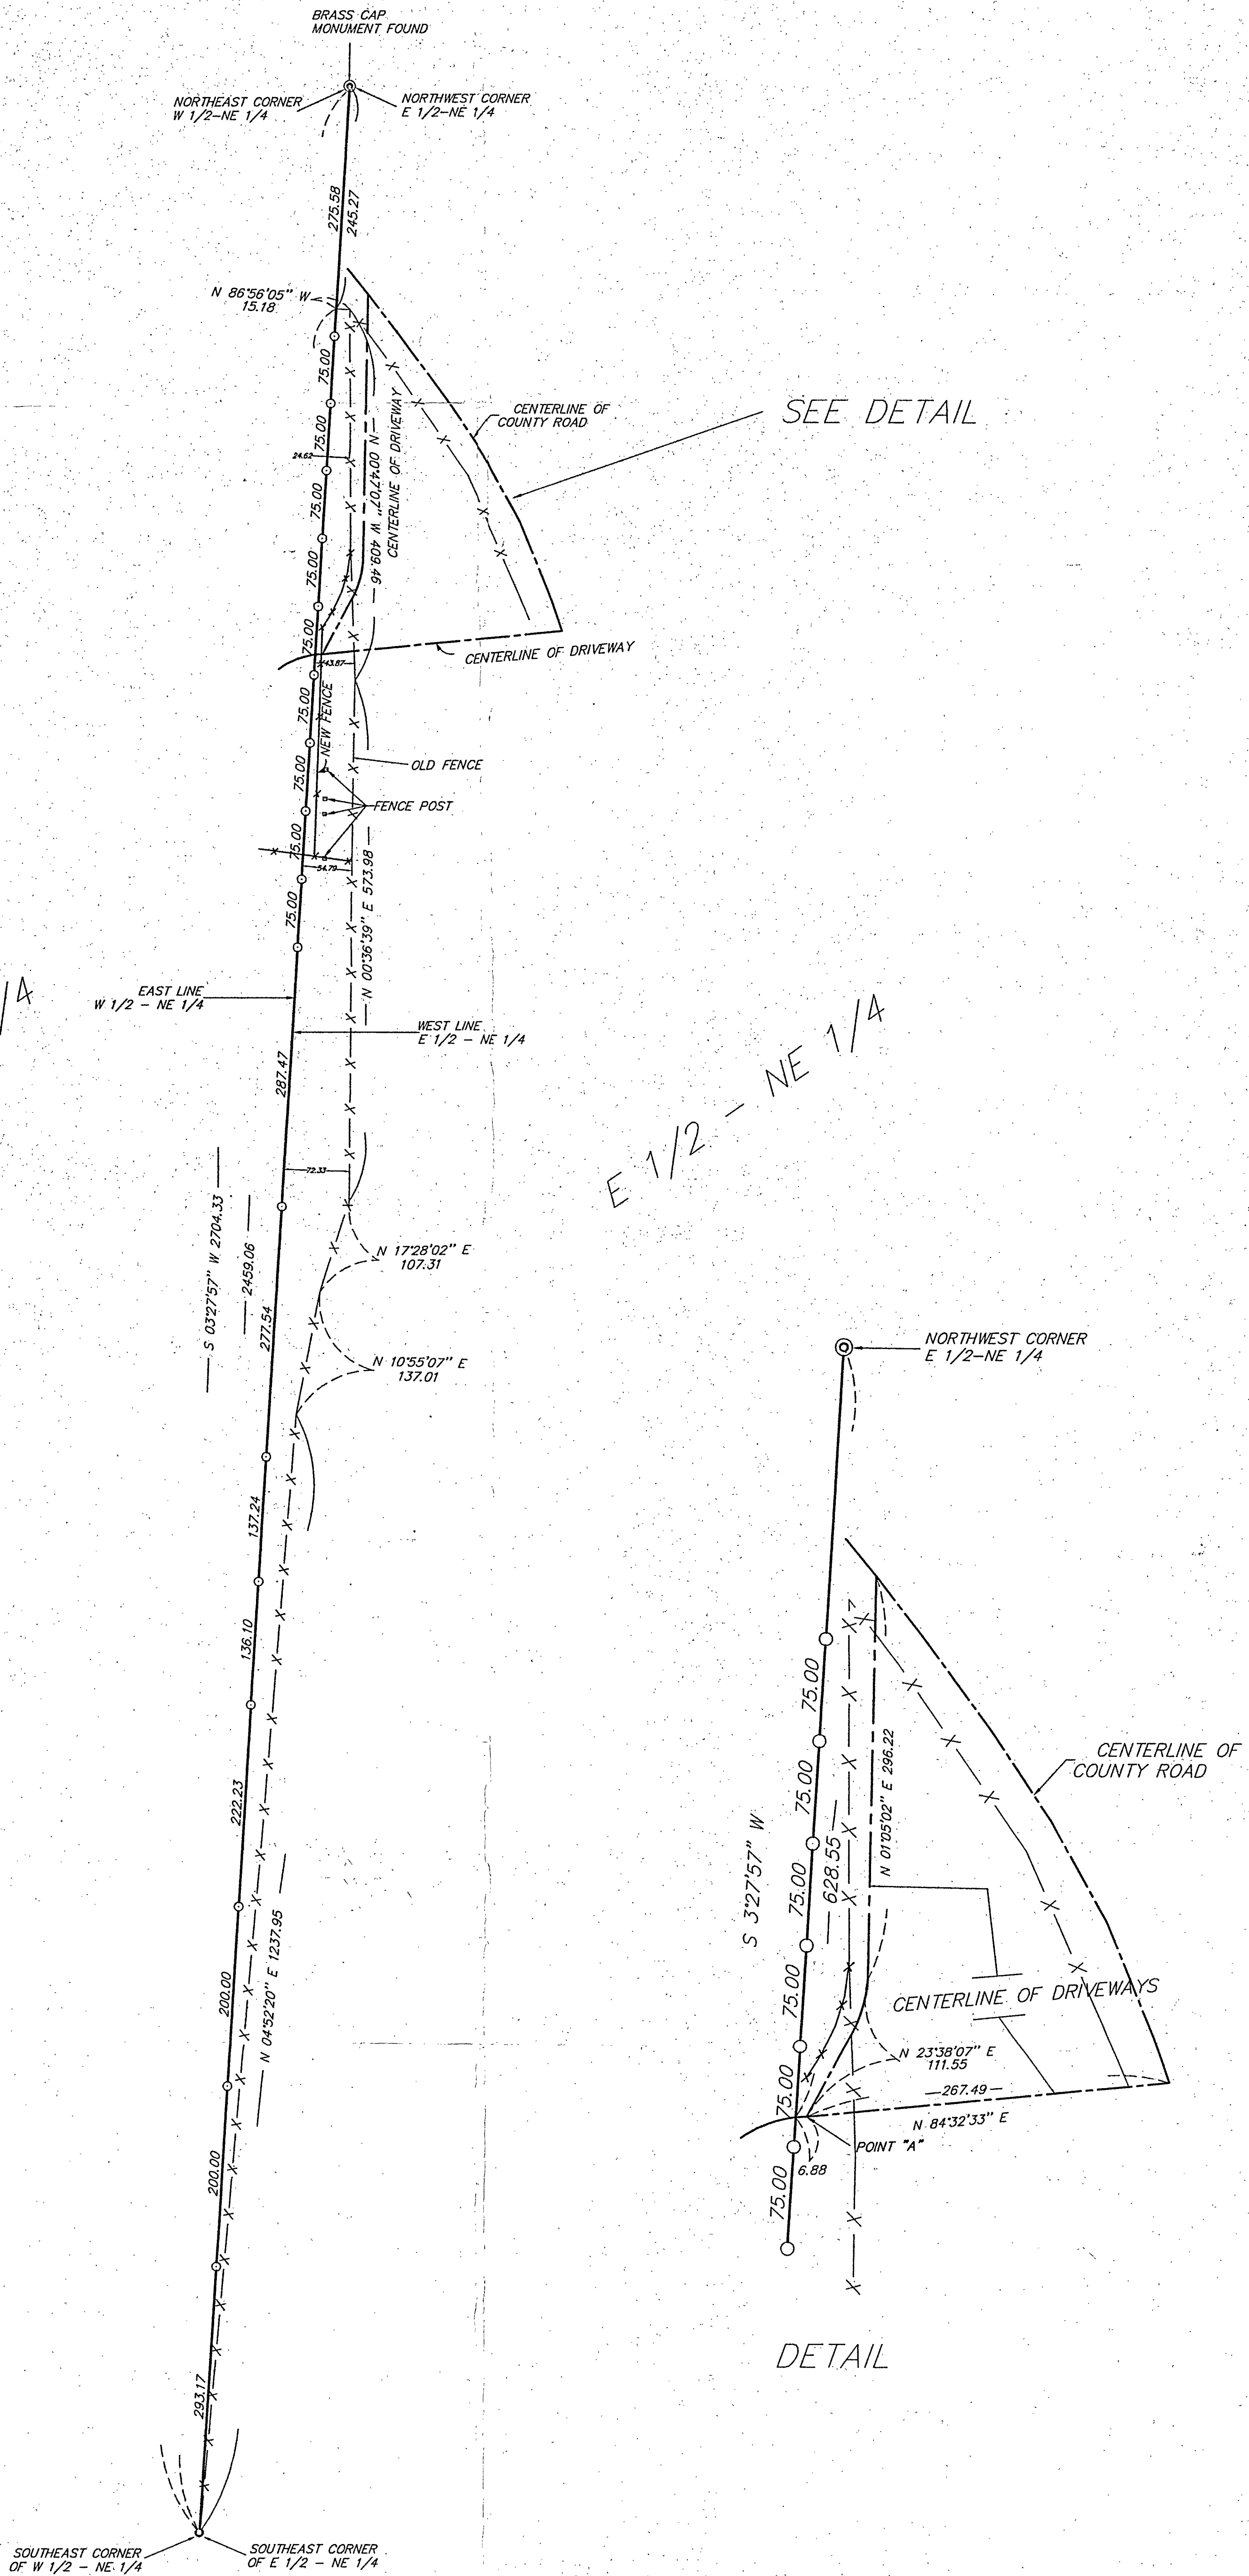 BRASS CAP
MONUMENT FOUND
NORTHEAST CORNER
W 1/2-NE 1/4
NORTHWEST CORNER
E 1/2-NE 1/4
275.58
245.27
N 86°56'05" W
15.18
75.00
75.00
24.62
75.00
75.00
75.00
75.00
75.00
75.00
75.00
N 00°47'07" W 409.46
CENTERLINE OF DRIVEWAY
CENTERLINE OF
COUNTY ROAD
SEE DETAIL
CENTERLINE OF DRIVEWAY
43.87
NEW FENCE
OLD FENCE
FENCE POST
54.79
N 00°36'39" E 573.98
/4
EAST LINE
W 1/2 - NE 1/4
WEST LINE
E 1/2 - NE 1/4
E 1/2 - NE 1/4
287.47
72.33
S 03°27'57" W 2704.33
2459.06
277.54
N 17°28'02" E
107.31
N 10°55'07" E
137.01
137.24
136.10
222.23
200.00
N 04°52'20" E 1237.95
200.00
293.17
SOUTHEAST CORNER
OF W 1/2 - NE 1/4
SOUTHEAST CORNER
OF E 1/2 - NE 1/4
NORTHWEST CORNER
E 1/2-NE 1/4
75.00
75.00
75.00
75.00
75.00
75.00
S 3°27'57" W
628.55
N 01°05'02" E 296.22
CENTERLINE OF
COUNTY ROAD
CENTERLINE OF DRIVEWAYS
N 23°38'07" E
111.55
267.49
N 84°32'33" E
POINT "A"
6.88
DETAIL